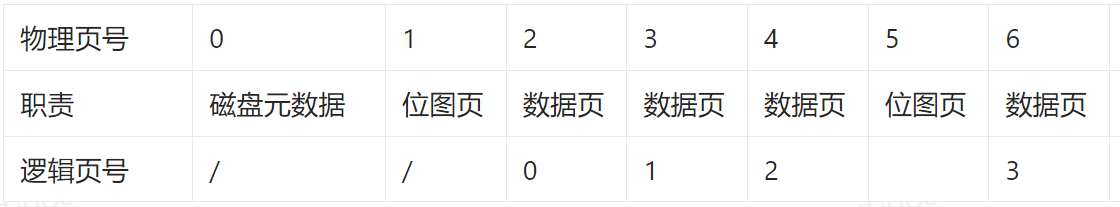 物理页号 0 1 2 3 4 5 6
职责 磁盘元数据 位图页 数据页 数据页 数据页 位图页 数据页
逻辑页号 / / 0 1 2 3